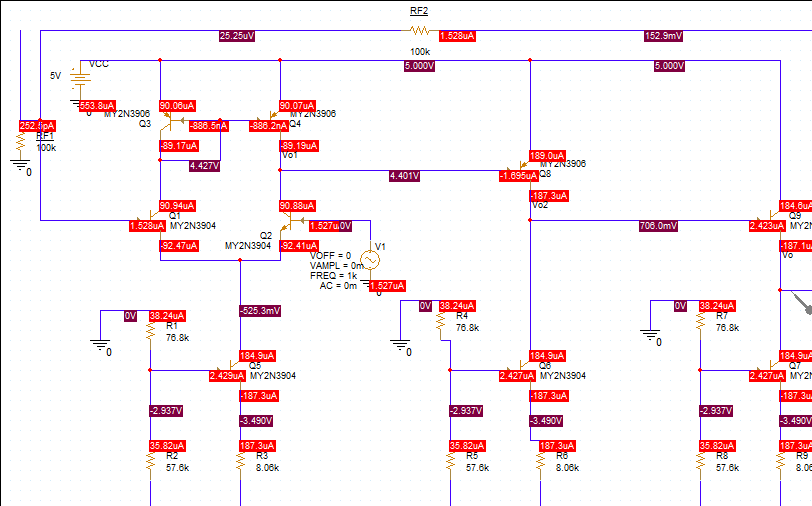 RF2
25.25uV
1.528uA
152.9mV
100k
VCC
5.000V
5.000V
5V
553.8uA
0
90.06uA
MY2N3906
Q3
90.07uA
MY2N3906
Q4
252.5pA
RF1
100k
0
-886.5nA
-886.2nA
-89.17uA
-89.19uA
Vo1
4.427V
4.401V
189.0uA
MY2N3906
Q8
-1.695uA
-187.3uA
Vo2
90.94uA
Q1
MY2N3904
1.528uA
90.88uA
1.527uA
0V
706.0mV
184.6u
Q9
MY2N
2.423uA
-92.47uA
Q2
MY2N3904
-92.41uA
V1
-187.1u
Vo
VOFF = 0
VAMPL = 0m
FREQ = 1k
AC = 0m
1.527uA
0
-525.3mV
0V
38.24uA
R1
76.8k
0
0V
38.24uA
R4
76.8k
0
0V
38.24uA
R7
76.8k
0
184.9uA
Q5
2.429uA
MY2N3904
184.9uA
Q6
2.427uA
MY2N3904
184.9u
Q7
2.427uA
MY2N
-187.3uA
-187.3uA
-187.3u
-2.937V
-3.490V
-2.937V
-3.490V
-2.937V
-3.490V
35.82uA
R2
57.6k
187.3uA
R3
8.06k
35.82uA
R5
57.6k
187.3uA
R6
8.06k
35.82uA
R8
57.6k
187.3u
R9
8.06